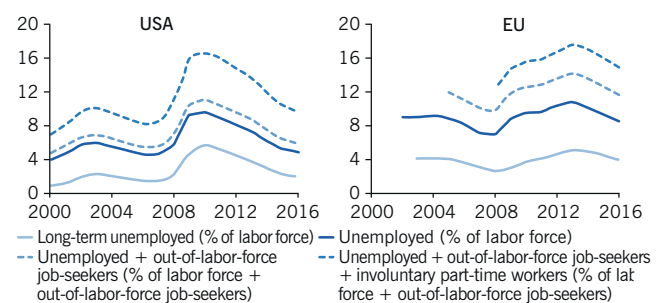 USA
EU
20
16
12
8
4
0
2000 2004 2008 2012 2016
20
16
12
8
4
0
2000 2002 2004 2008 2012 2016
Long-term unemployed (% of labor force)
Unemployed (% of labor force)
Unemployed + out-of-labor-force
job-seekers (% of labor force +
out-of-labor-force job-seekers)
Unemployed + out-of-labor-force job-seekers
+ involuntary part-time workers (% of lat
force + out-of-labor-force job-seekers)